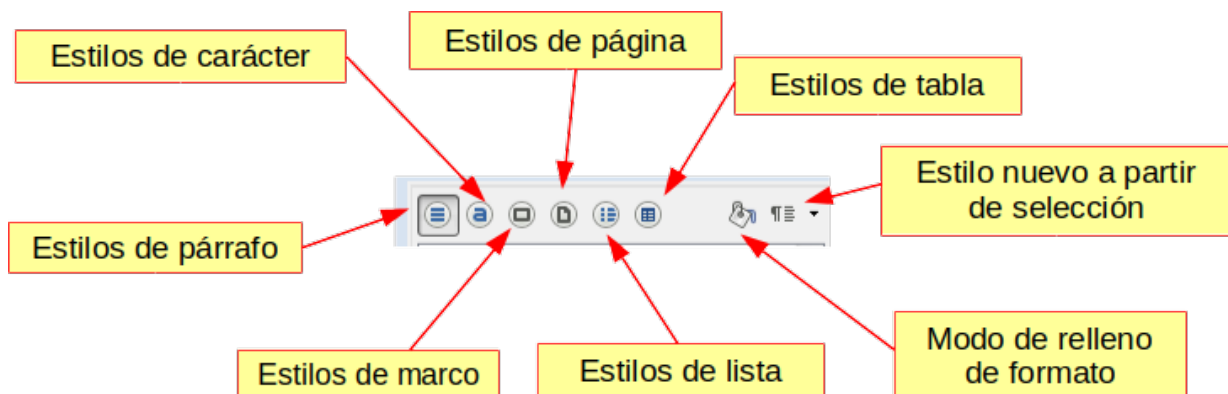 Estilos de carácter
Estilos de página
Estilos de tabla
Estilo nuevo a partir
de selección
Estilos de párrafo
Estilos de marco
Estilos de lista
Modo de relleno
de formato